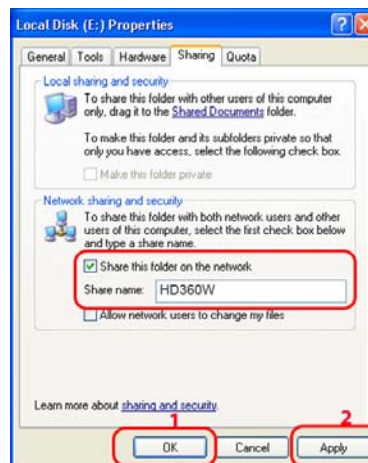 Local Disk (E:) Properties
General Tools Hardware Sharing Quota
Local sharing and security
To share this folder with other users of this computer
only, drag it to the Shared Documents folder.
To make this folder and its subfolders private so that
only you have access, select the following check box.
Make this folder private
Network sharing and security
To share this folder with both network users and other
users of this computer, select the first check box below
and type a share name.
Share this folder on the network
Share name: HD360W
Allow network users to change my files
Learn more about sharing and security.
1 2
OK Cancel Apply